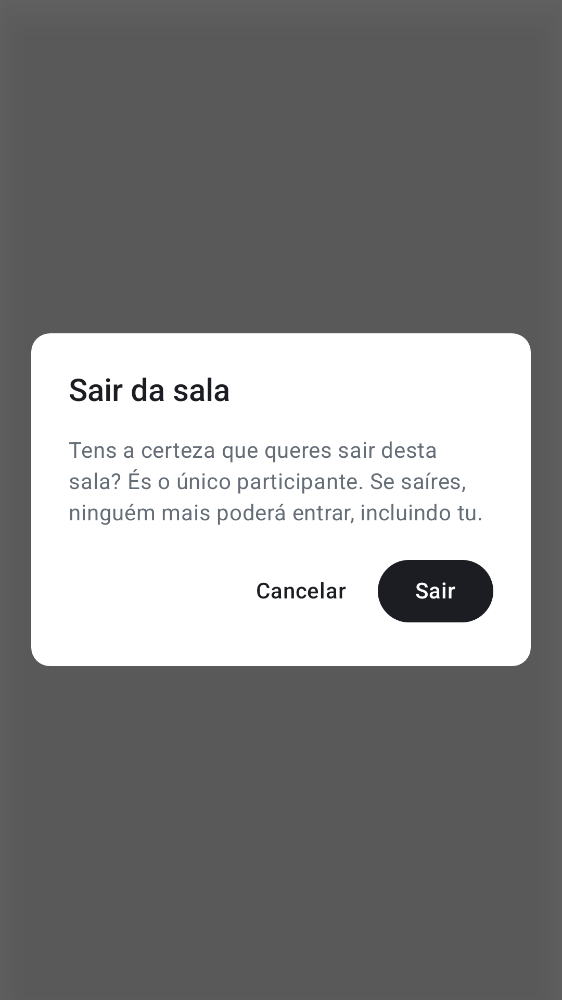 Sair da sala
Tens a certeza que queres sair desta
sala? És o único participante. Se saíres,
ninguém mais poderá entrar, incluindo tu.
Cancelar
Sair